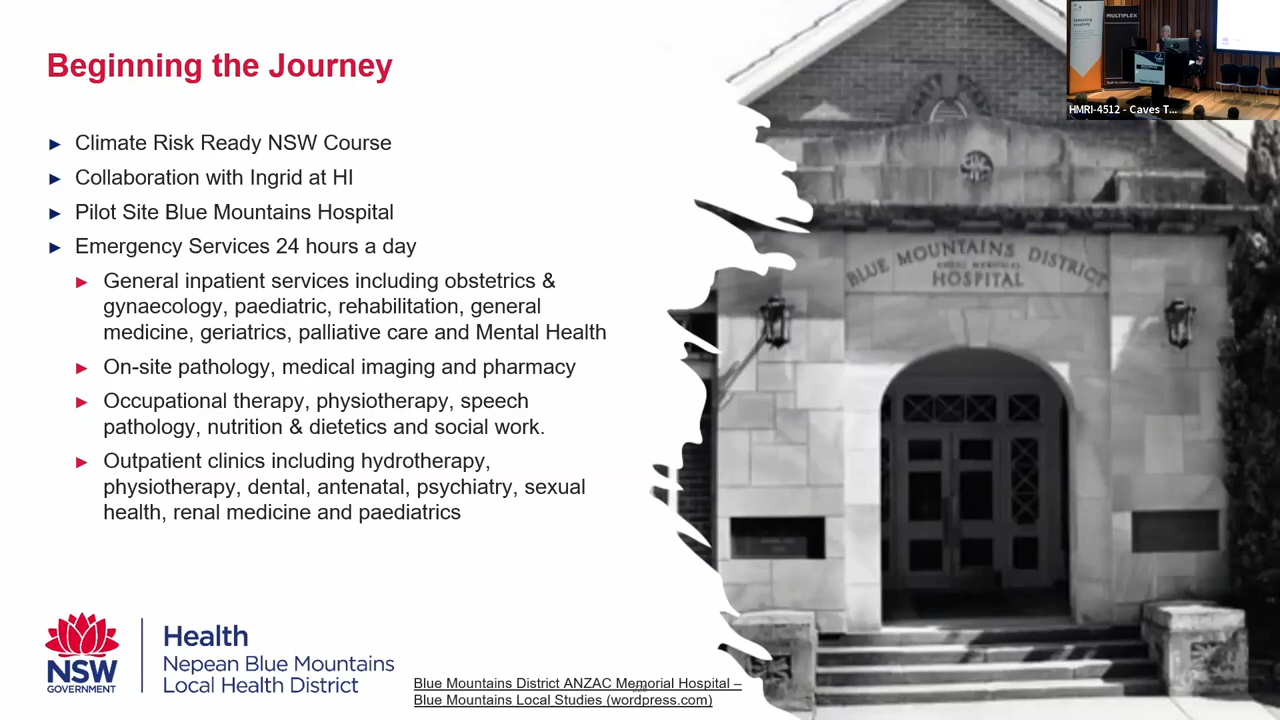 Beginning the Journey
► Climate Risk Ready NSW Course
► Collaboration with Ingrid at HI
► Pilot Site Blue Mountains Hospital
► Emergency Services 24 hours a day
► General inpatient services including obstetrics &
gynaecology, paediatric, rehabilitation, general
medicine, geriatrics, palliative care and Mental Health
► On-site pathology, medical imaging and pharmacy
► Occupational therapy, physiotherapy, speech
pathology, nutrition & dietetics and social work.
► Outpatient clinics including hydrotherapy,
physiotherapy, dental, antenatal, psychiatry, sexual
health, renal medicine and paediatrics
NSW
GOVERNMENT
Health
Nepean Blue Mountains
Local Health District
Blue Mountains District ANZAC Memorial Hospital –
Blue Mountains Local Studies (wordpress.com)
BLUE MOUNTAINS DISTRICT
HOSPITAL
MULTIPLEX
HMRI-4512 - Caves T...